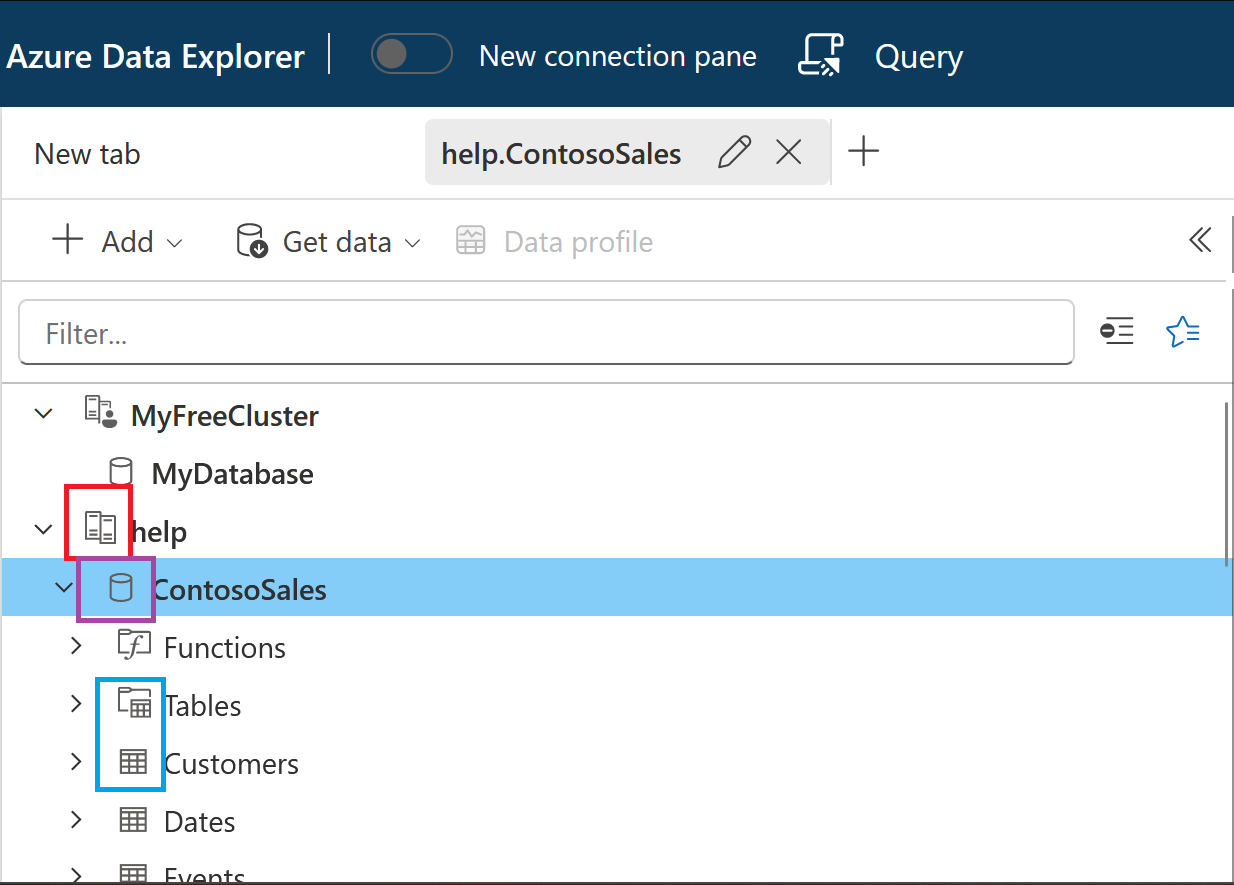 Azure Data Explorer New connection pane Query
New tab help.ContosoSales
Add Get data Data profile
Filter...
MyFreeCluster
MyDatabase
help
ContosoSales
Functions
Tables
Customers
Dates
Events